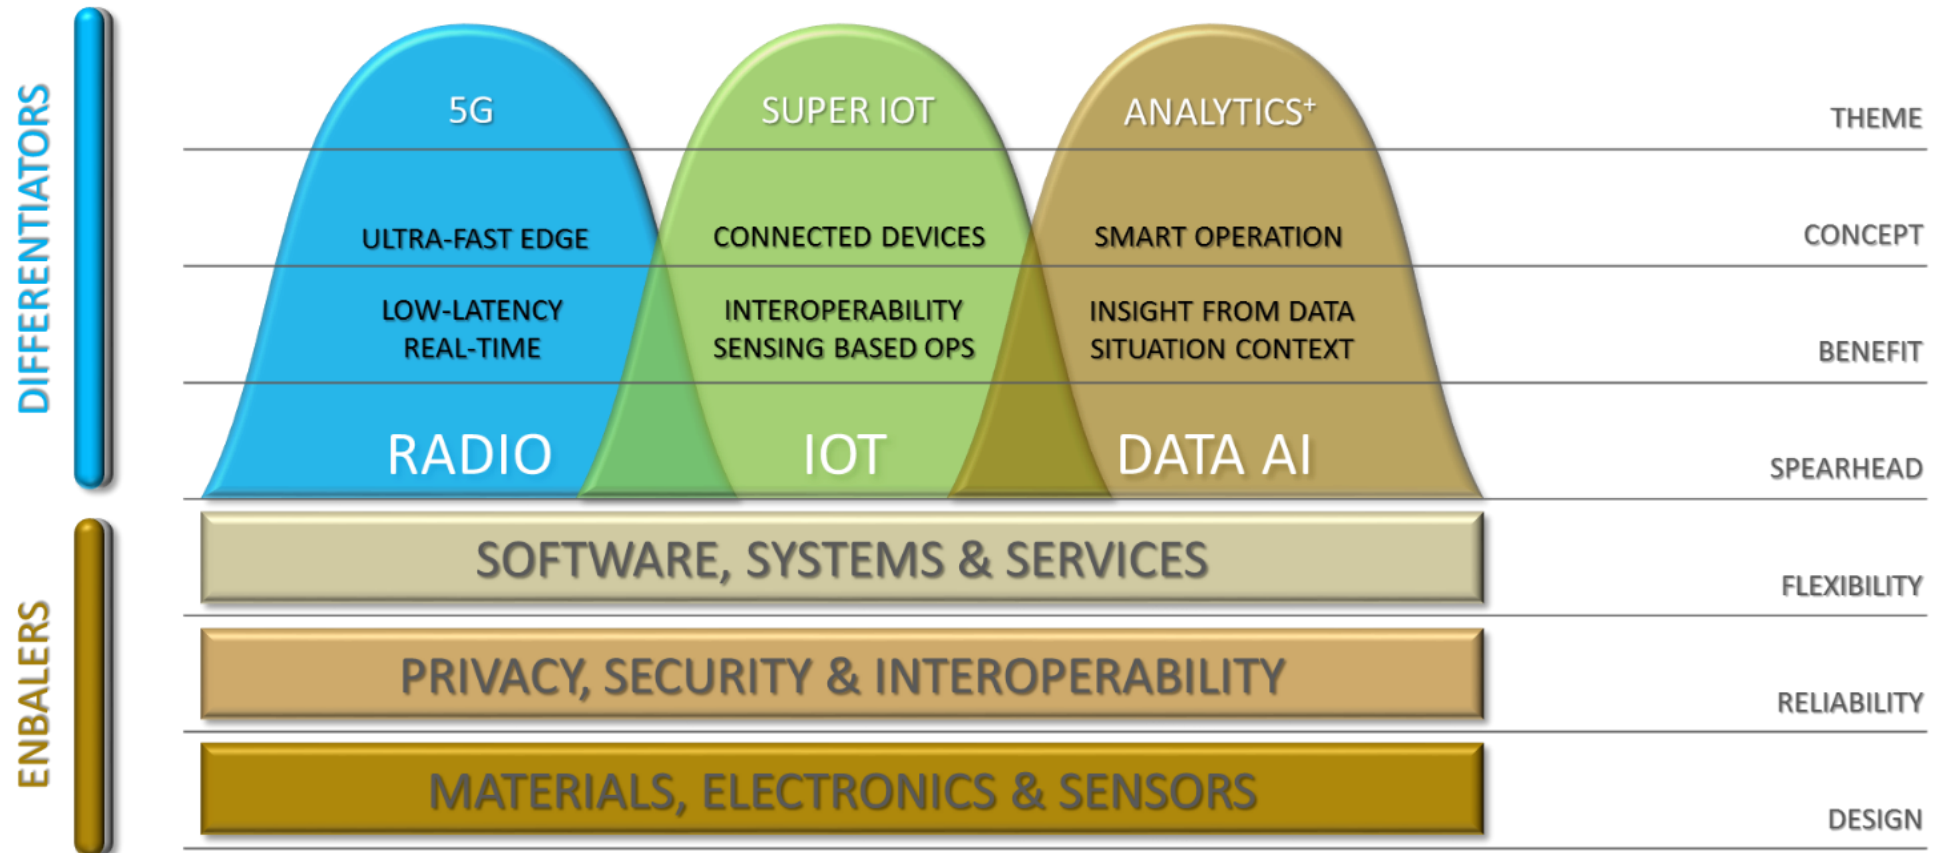 DIFFERENTIATORS
5G
SUPER IOT
ANALYTICS+
THEME
ULTRA-FAST EDGE
CONNECTED DEVICES
SMART OPERATION
CONCEPT
LOW-LATENCY
REAL-TIME
INTEROPERABILITY
SENSING BASED OPS
INSIGHT FROM DATA
SITUATION CONTEXT
BENEFIT
RADIO
IOT
DATA AI
SPEARHEAD
ENBALERS
SOFTWARE, SYSTEMS & SERVICES
FLEXIBILITY
PRIVACY, SECURITY & INTEROPERABILITY
RELIABILITY
MATERIALS, ELECTRONICS & SENSORS
DESIGN